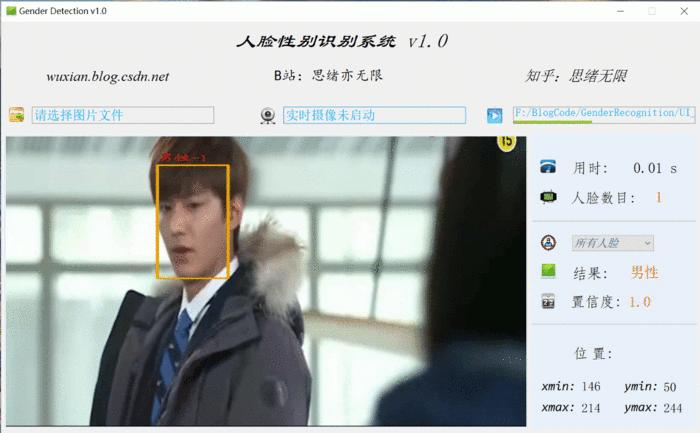 Gender Detection v1.0
人脸性别识别系统 v1.0
wuxian.blog.csdn.net
B站：思绪亦无限
知乎：思绪无限
请选择图片文件
实时摄像未启动
F:/BlogCode/GenderRecognition/UI_
男性-1
15
用时： 0.01 s
人脸数目： 1
所有人脸
结果： 男性
置信度： 1.0
位置：
xmin: 146 ymin: 50
xmax: 214 ymax: 244